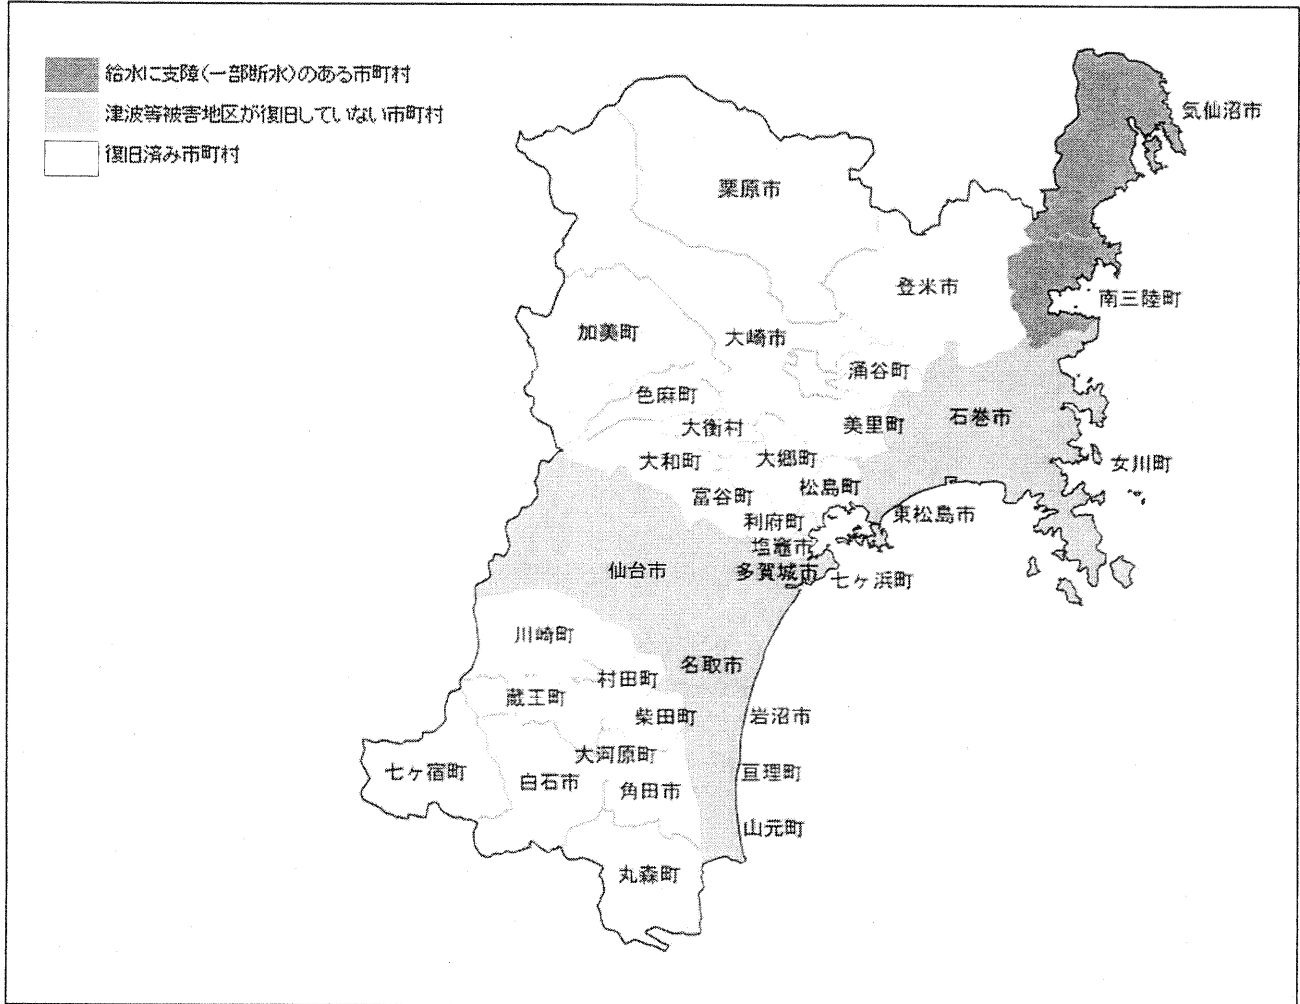 給水に支障(一部断水)のある市町村
津波等被害地区が復旧していない市町村
復旧済み市町村
気仙沼市
栗原市
登米市
南三陸町
加美町
大崎市
涌谷町
色麻町
石巻市
美里町
大衡村
大和町
大郷町
女川町
富谷町
松島町
東松島市
利府町
塩竈市
仙台市
多賀城市
七ヶ浜町
川崎町
名取市
村田町
蔵王町
柴田町
岩沼市
大河原町
七ヶ宿町
白石市
角田市
亘理町
山元町
丸森町